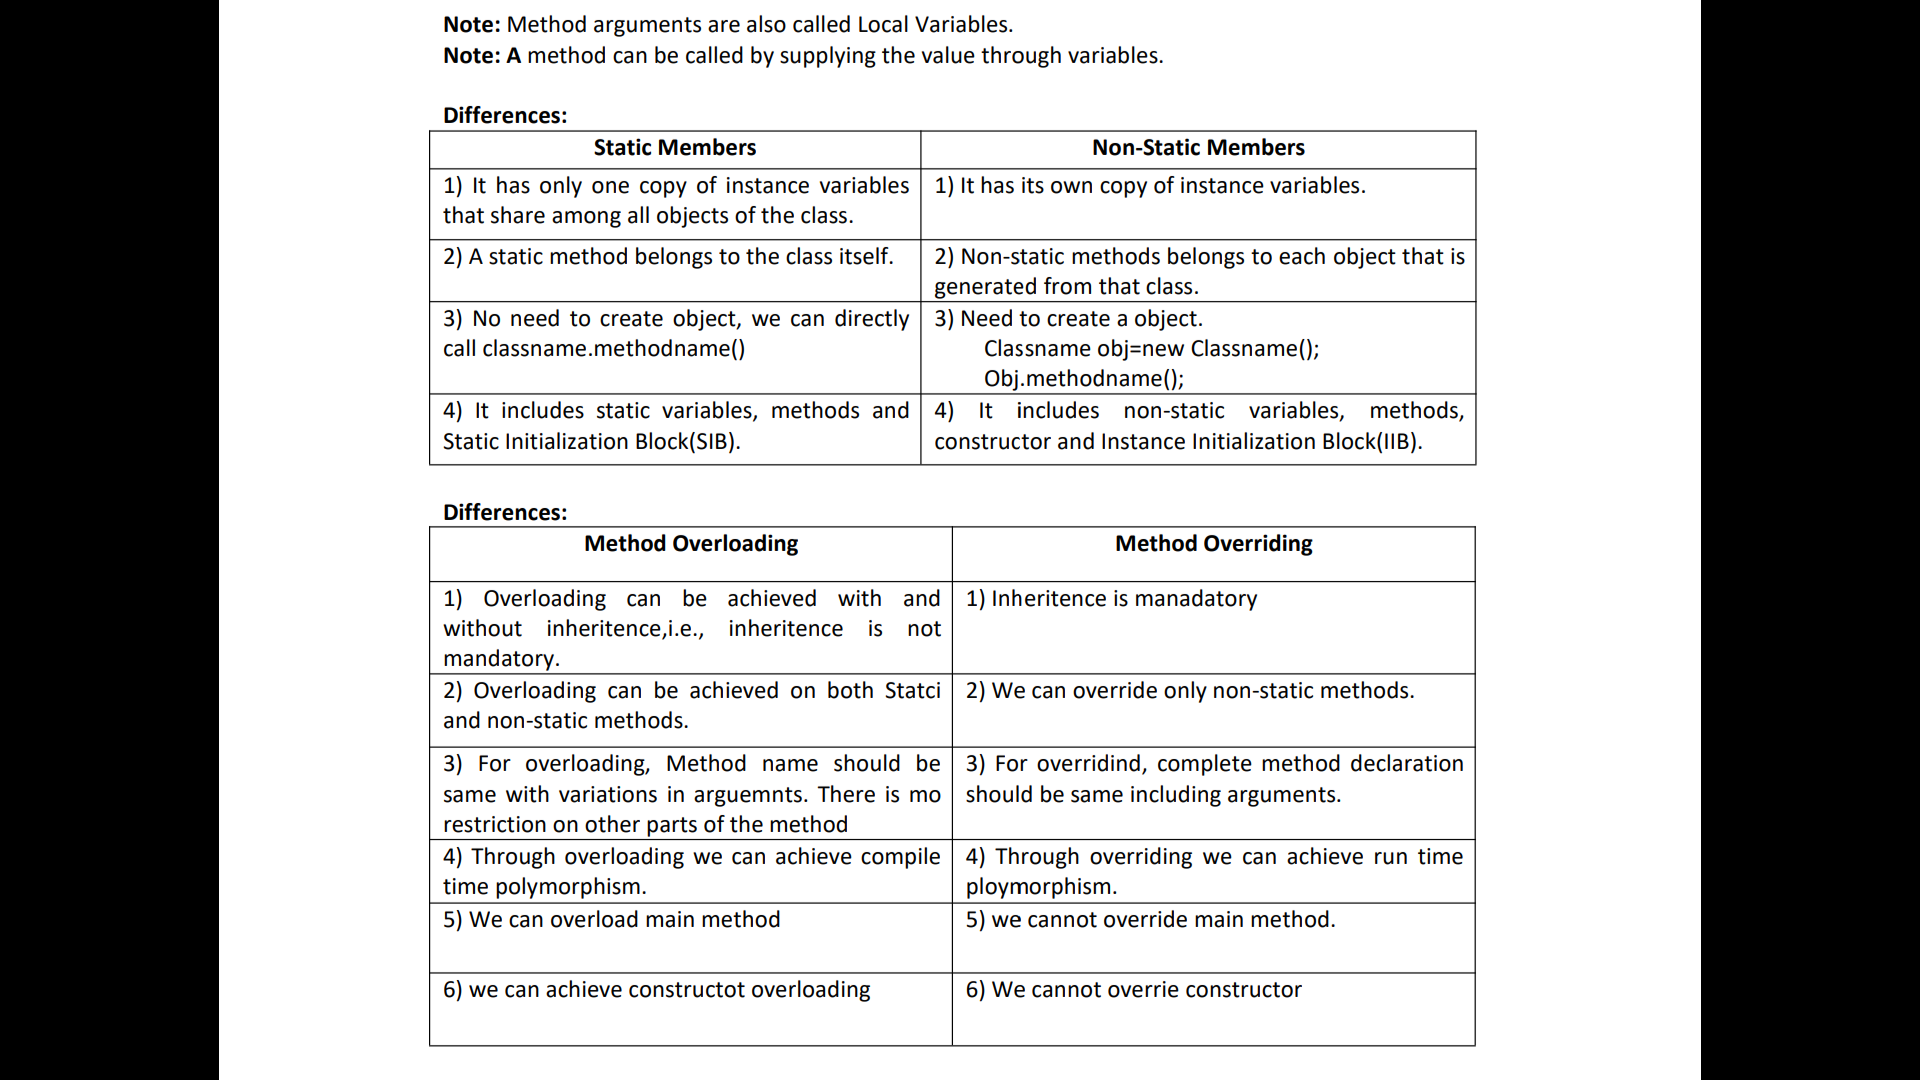 Note: Method arguments are also called Local Variables.
Note: A method can be called by supplying the value through variables.
Differences:
Static Members
Non-Static Members
1) It has only one copy of instance variables
that share among all objects of the class.
1) It has its own copy of instance variables.
2) A static method belongs to the class itself.
2) Non-static methods belongs to each object that is
generated from that class.
3) No need to create object, we can directly
call classname.methodname()
3) Need to create a object.
Classname obj=new Classname();
Obj.methodname();
4) It includes static variables, methods and
Static Initialization Block(SIB).
4) It includes non-static variables, methods,
constructor and Instance Initialization Block(IIB).
Differences:
Method Overloading
Method Overriding
1) Overloading can be achieved with and
without inheritence,i.e., inheritence is not
mandatory.
1) Inheritence is manadatory
2) Overloading can be achieved on both Statci
and non-static methods.
2) We can override only non-static methods.
3) For overloading, Method name should be
same with variations in arguemnts. There is mo
restriction on other parts of the method
3) For overridind, complete method declaration
should be same including arguments.
4) Through overloading we can achieve compile
time polymorphism.
4) Through overriding we can achieve run time
ploymorphism.
5) We can overload main method
5) we cannot override main method.
6) we can achieve constructot overloading
6) We cannot overrie constructor